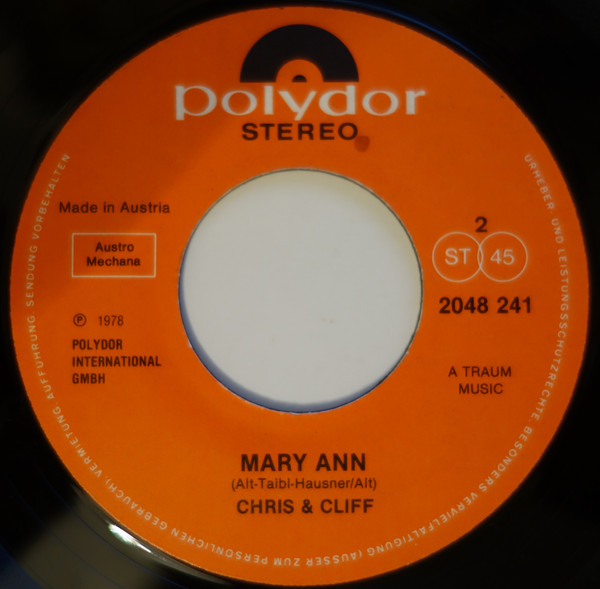 polydor
STEREO
Made in Austria
Austro
Mechana
Ⓟ 1978
POLYDOR
INTERNATIONAL
GMBH
2
ST 45
2048 241
A TRAUM
MUSIC
MARY ANN
(Alt-Taibl-Hausner/Alt)
CHRIS & CLIFF
URHEBER- UND LEISTUNGSSCHUTZRECHTE, BESONDERS VERVIELFÄLTIGUNG (AUSSER ZUM PERSÖNLICHEN GEBRAUCH), VERMIETUNG, AUFFÜHRUNG, SENDUNG VORBEHALTEN